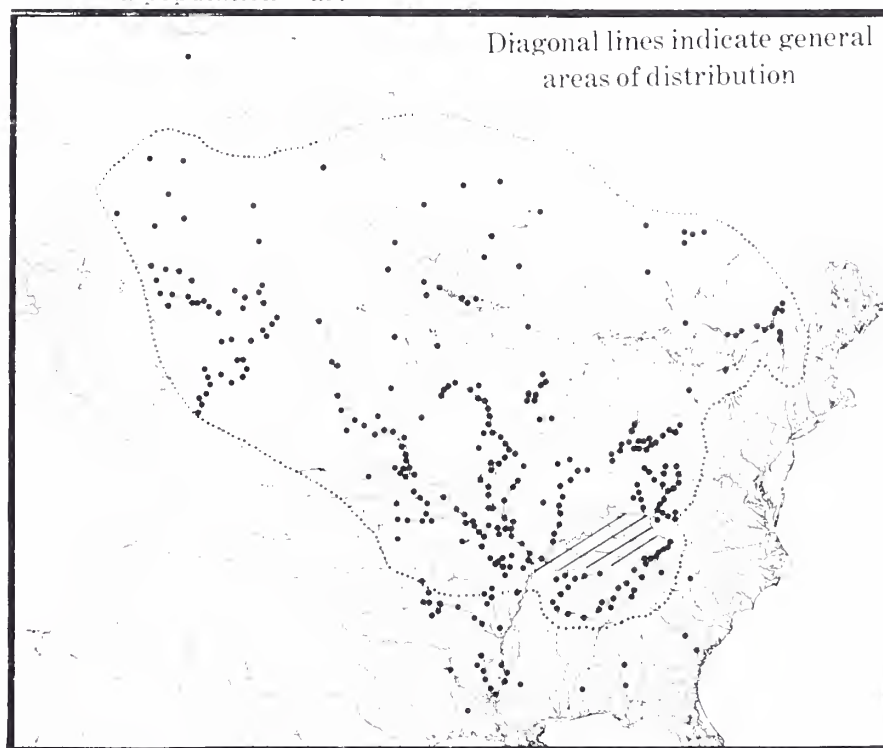 Diagonal lines indicate general
areas of distribution